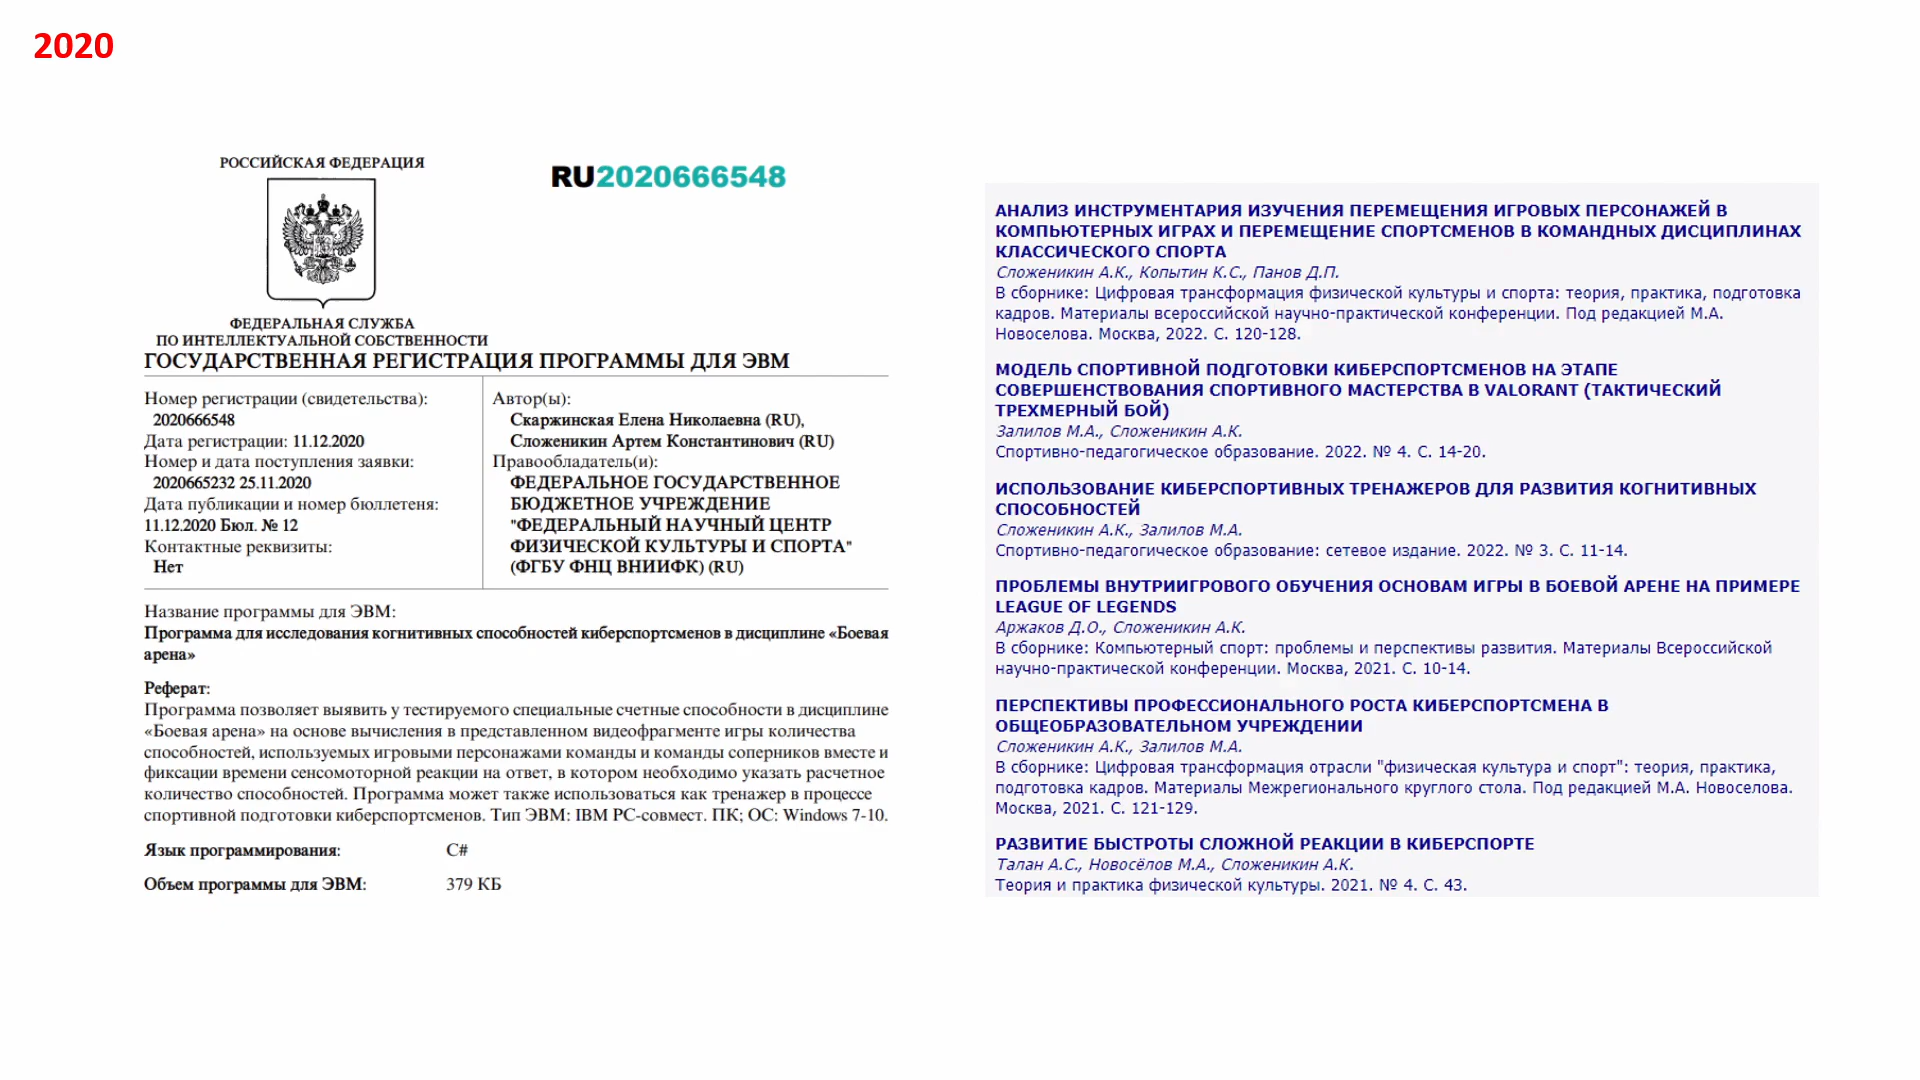 2020
РОССИЙСКАЯ ФЕДЕРАЦИЯ
RU2020666548
ФЕДЕРАЛЬНАЯ СЛУЖБА
ПО ИНТЕЛЛЕКТУАЛЬНОЙ СОБСТВЕННОСТИ
ГОСУДАРСТВЕННАЯ РЕГИСТРАЦИЯ ПРОГРАММЫ ДЛЯ ЭВМ
Номер регистрации (свидетельства):
2020666548
Дата регистрации: 11.12.2020
Номер и дата поступления заявки:
2020665232 25.11.2020
Дата публикации и номер бюллетеня:
11.12.2020 Бюл. № 12
Контактные реквизиты:
Нет
Автор(ы):
Скаржинская Елена Николаевна (RU),
Сложеникин Артем Константинович (RU)
Правообладатель(и):
ФЕДЕРАЛЬНОЕ ГОСУДАРСТВЕННОЕ
БЮДЖЕТНОЕ УЧРЕЖДЕНИЕ
"ФЕДЕРАЛЬНЫЙ НАУЧНЫЙ ЦЕНТР
ФИЗИЧЕСКОЙ КУЛЬТУРЫ И СПОРТА"
(ФГБУ ФНЦ ВНИИФК) (RU)
Название программы для ЭВМ:
Программа для исследования когнитивных способностей киберспортсменов в дисциплине «Боевая
арена»
Реферат:
Программа позволяет выявить у тестируемого специальные счетные способности в дисциплине
«Боевая арена» на основе вычисления в представленном видеофрагменте игры количества
способностей, используемых игровыми персонажами команды и команды соперников вместе и
фиксации времени сенсомоторной реакции на ответ, в котором необходимо указать расчетное
количество способностей. Программа может также использоваться как тренажер в процессе
спортивной подготовки киберспортсменов. Тип ЭВМ: IBM PC-совмест. ПК; ОС: Windows 7-10.
Язык программирования: C#
Объем программы для ЭВМ: 379 КБ
АНАЛИЗ ИНСТРУМЕНТАРИЯ ИЗУЧЕНИЯ ПЕРЕМЕЩЕНИЯ ИГРОВЫХ ПЕРСОНАЖЕЙ В
КОМПЬЮТЕРНЫХ ИГРАХ И ПЕРЕМЕЩЕНИЕ СПОРТСМЕНОВ В КОМАНДНЫХ ДИСЦИПЛИНАХ
КЛАССИЧЕСКОГО СПОРТА
Сложеникин А.К., Копытин К.С., Панов Д.П.
В сборнике: Цифровая трансформация физической культуры и спорта: теория, практика, подготовка
кадров. Материалы всероссийской научно-практической конференции. Под редакцией М.А.
Новоселова. Москва, 2022. С. 120-128.
МОДЕЛЬ СПОРТИВНОЙ ПОДГОТОВКИ КИБЕРСПОРТСМЕНОВ НА ЭТАПЕ
СОВЕРШЕНСТВОВАНИЯ СПОРТИВНОГО МАСТЕРСТВА В VALORANT (ТАКТИЧЕСКИЙ
ТРЕХМЕРНЫЙ БОЙ)
Залилов М.А., Сложеникин А.К.
Спортивно-педагогическое образование. 2022. № 4. С. 14-20.
ИСПОЛЬЗОВАНИЕ КИБЕРСПОРТИВНЫХ ТРЕНАЖЕРОВ ДЛЯ РАЗВИТИЯ КОГНИТИВНЫХ
СПОСОБНОСТЕЙ
Сложеникин А.К., Залилов М.А.
Спортивно-педагогическое образование: сетевое издание. 2022. № 3. С. 11-14.
ПРОБЛЕМЫ ВНУТРИИГРОВОГО ОБУЧЕНИЯ ОСНОВАМ ИГРЫ В БОЕВОЙ АРЕНЕ НА ПРИМЕРЕ
LEAGUE OF LEGENDS
Аржаков Д.О., Сложеникин А.К.
В сборнике: Компьютерный спорт: проблемы и перспективы развития. Материалы Всероссийской
научно-практической конференции. Москва, 2021. С. 10-14.
ПЕРСПЕКТИВЫ ПРОФЕССИОНАЛЬНОГО РОСТА КИБЕРСПОРТСМЕНА В
ОБЩЕОБРАЗОВАТЕЛЬНОМ УЧРЕЖДЕНИИ
Сложеникин А.К., Залилов М.А.
В сборнике: Цифровая трансформация отрасли "физическая культура и спорт": теория, практика,
подготовка кадров. Материалы Межрегионального круглого стола. Под редакцией М.А. Новоселова.
Москва, 2021. С. 121-129.
РАЗВИТИЕ БЫСТРОТЫ СЛОЖНОЙ РЕАКЦИИ В КИБЕРСПОРТЕ
Талан А.С., Новосёлов М.А., Сложеникин А.К.
Теория и практика физической культуры. 2021. № 4. С. 43.